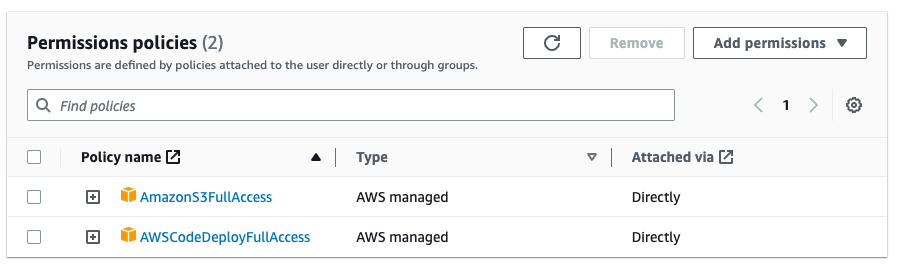 Permissions policies (2)
Remove
Add permissions
Permissions are defined by policies attached to the user directly or through groups.
Find policies
1
Policy name Type Attached via
AmazonS3FullAccess AWS managed Directly
AWSCodeDeployFullAccess AWS managed Directly